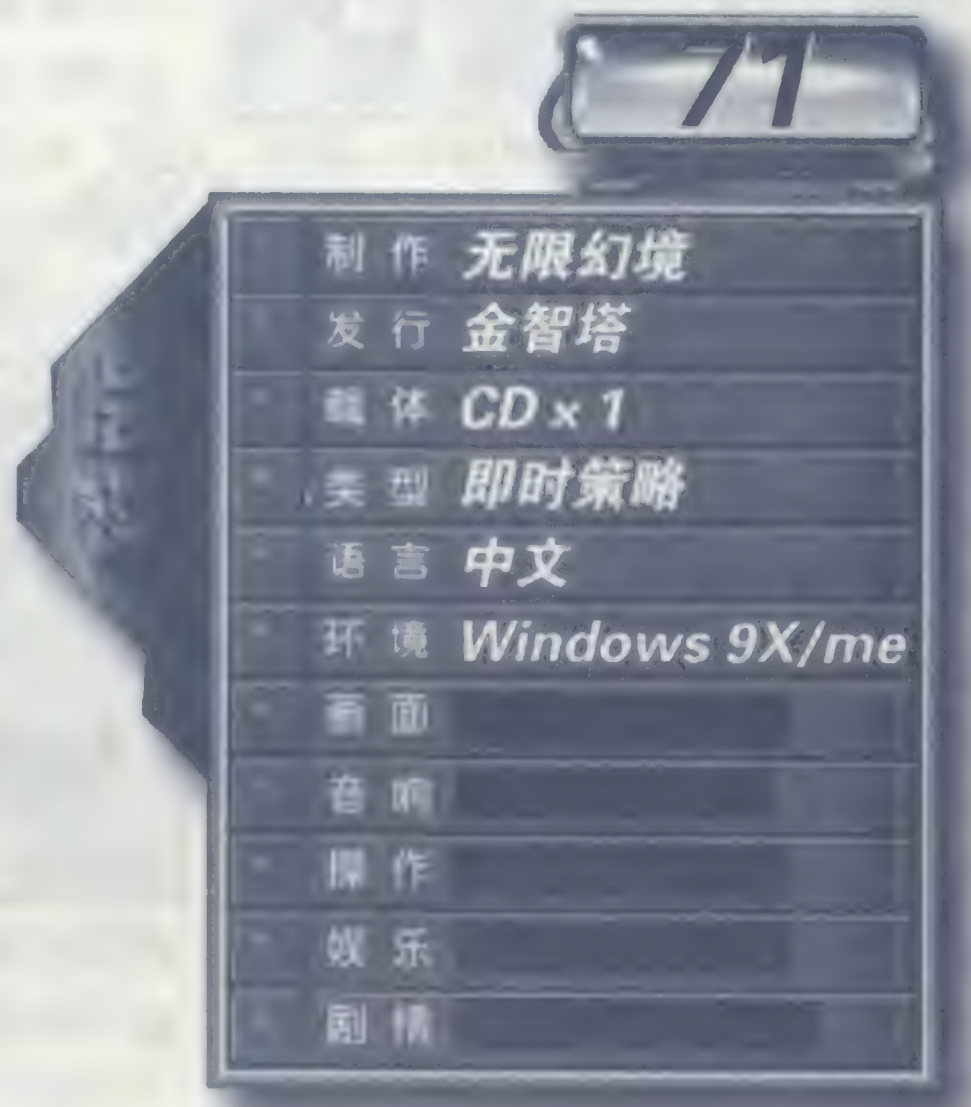 71
制作 无限幻境
发行 金智塔
载体 CD x 1
类型 即时策略
语言 中文
环境 Windows 9X/me
画面
音响
操作
娱乐
剧情